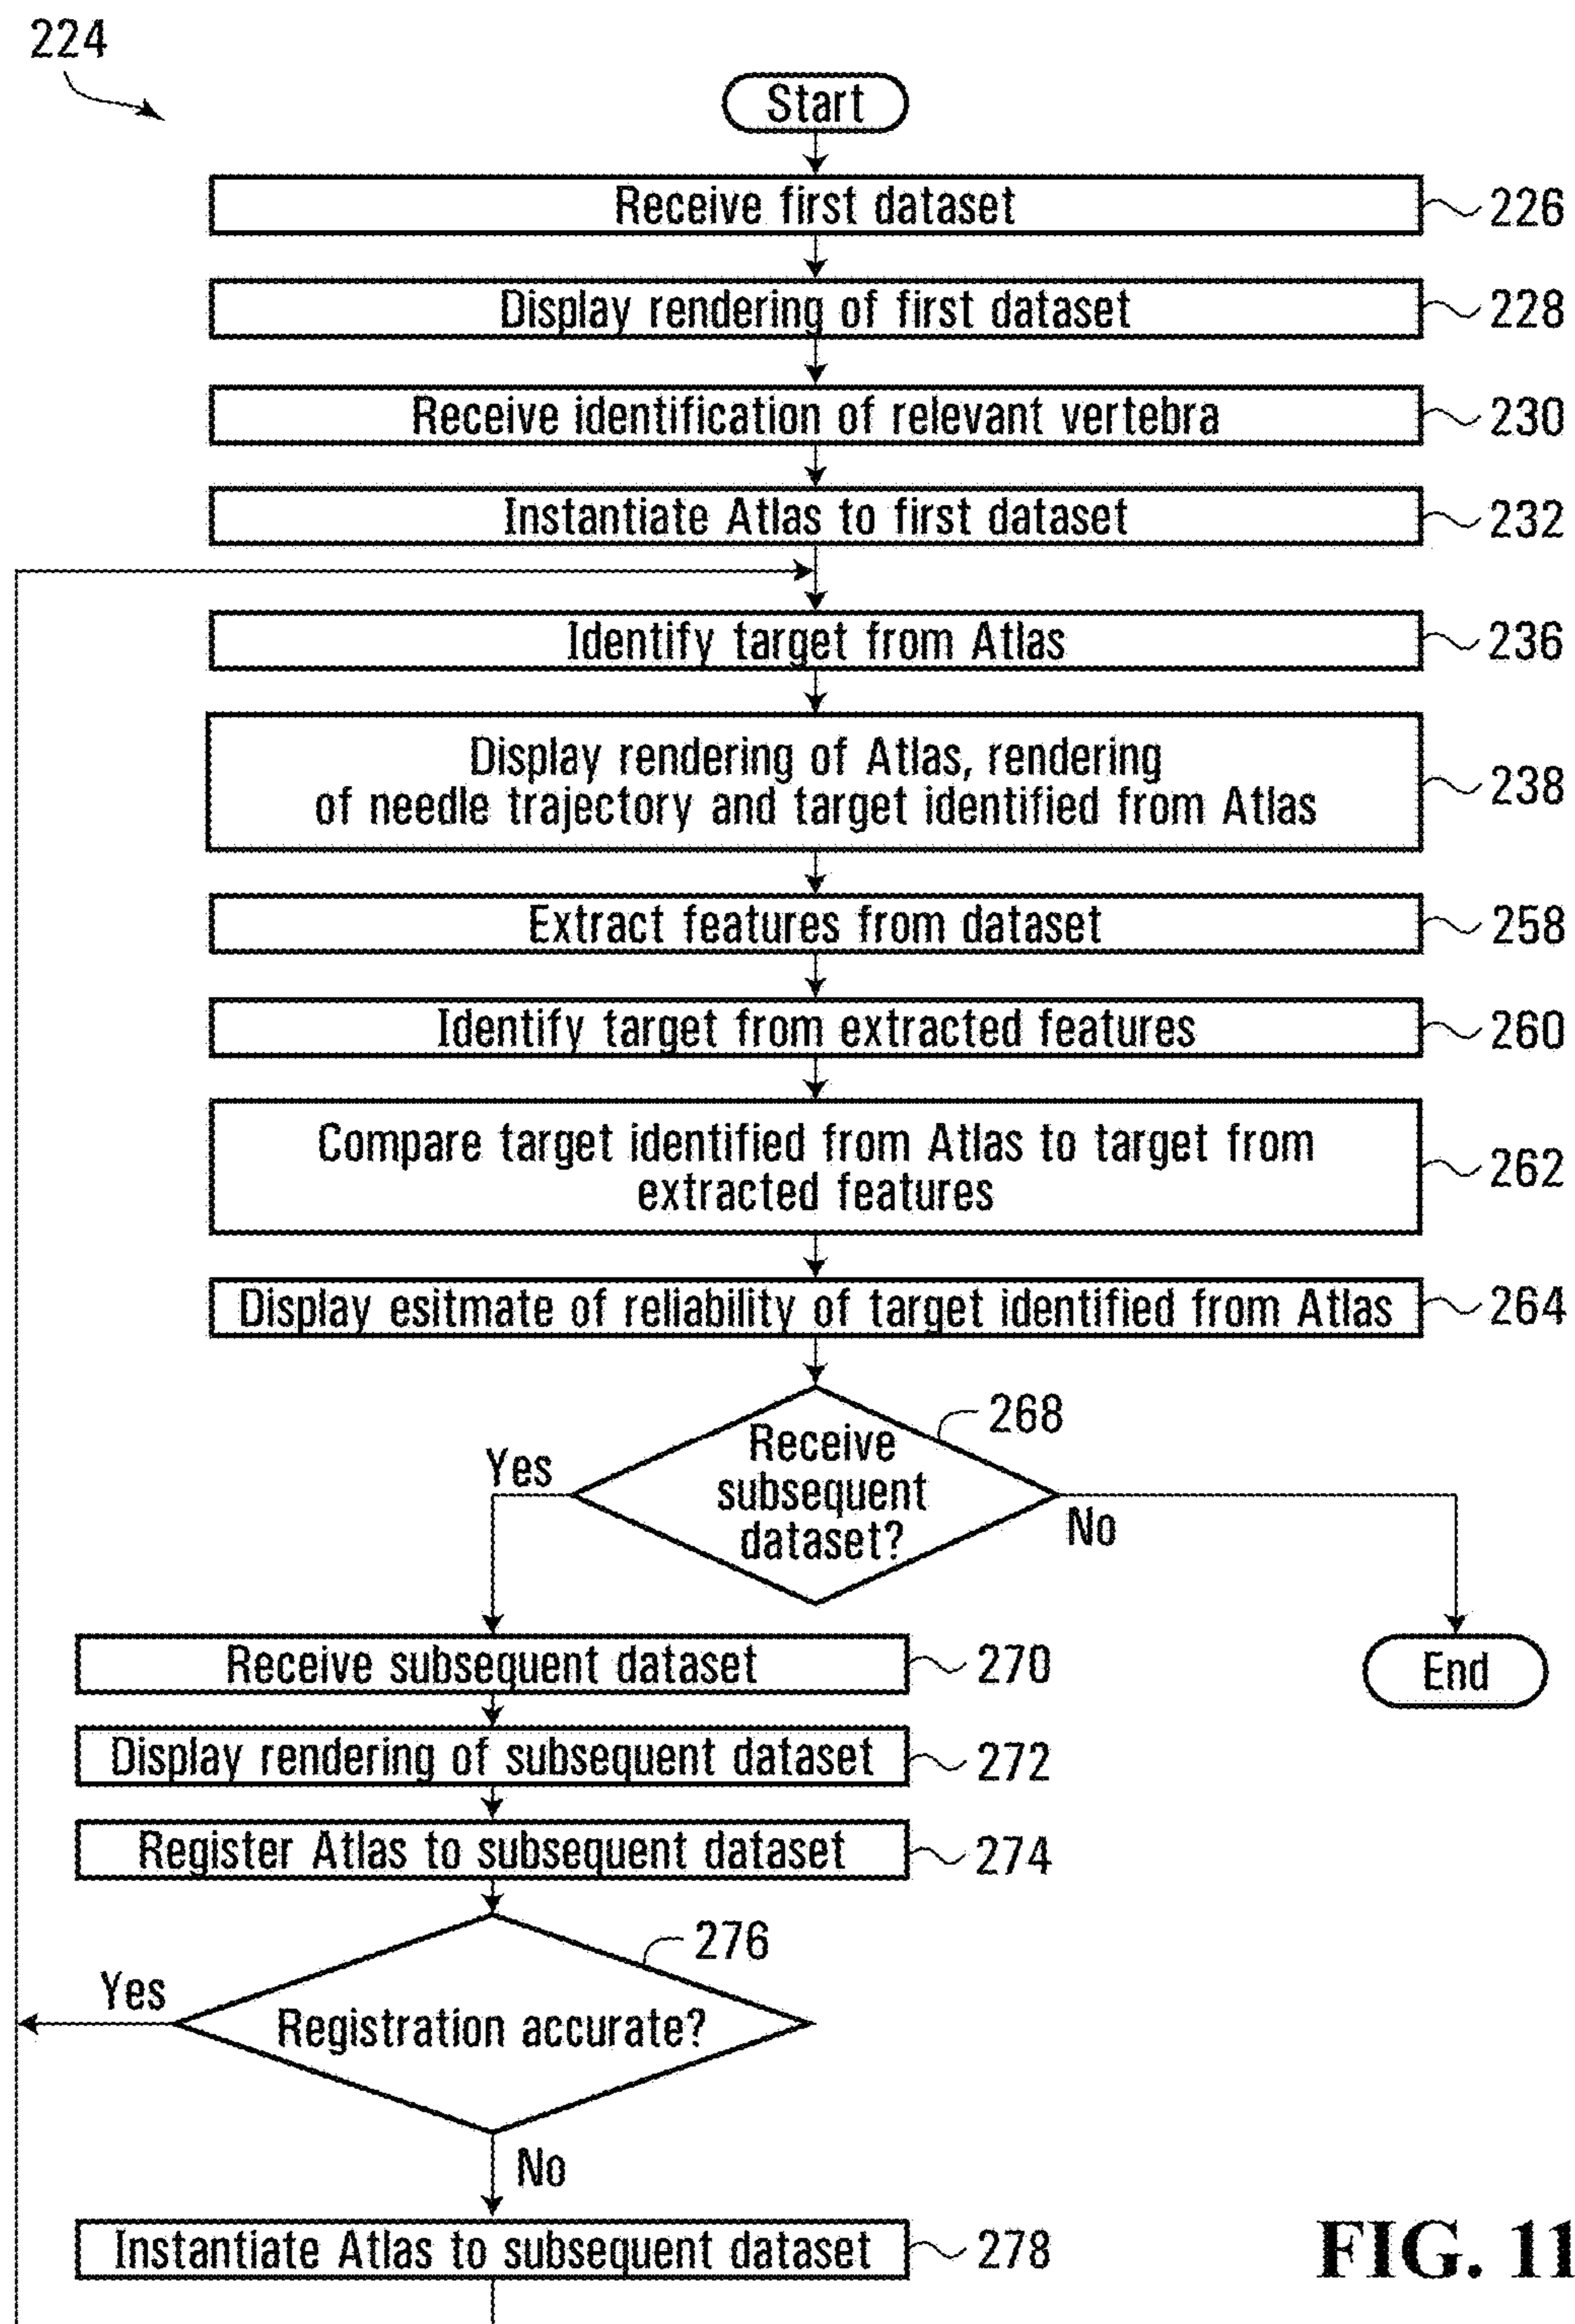 224
Start
Receive first dataset
226
Display rendering of first dataset
228
Receive identification of relevant vertebra
230
Instantiate Atlas to first dataset
232
Identify target from Atlas
236
Display rendering of Atlas, rendering
of needle trajectory and target identified from Atlas
238
Extract features from dataset
258
Identify target from extracted features
260
Compare target identified from Atlas to target from
extracted features
262
Display esitmate of reliability of target identified from Atlas
264
Receive
subsequent
dataset?
268
Yes
No
Receive subsequent dataset
270
End
Display rendering of subsequent dataset
272
Register Atlas to subsequent dataset
274
276
Yes
Registration accurate?
No
Instantiate Atlas to subsequent dataset
278
FIG. 11